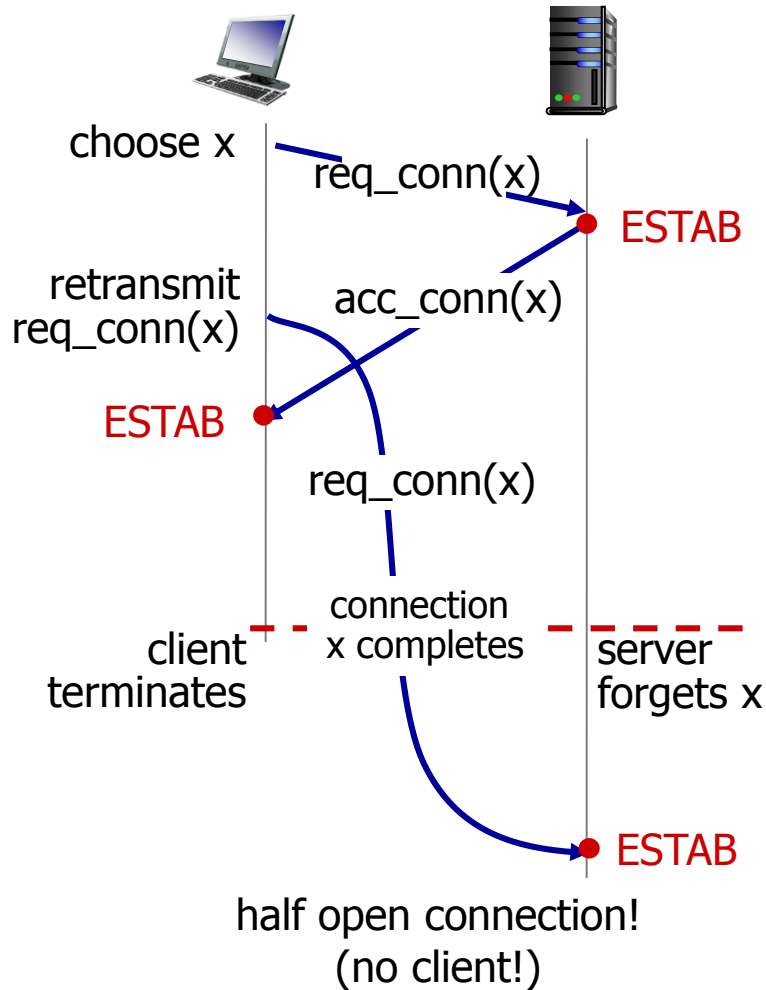 choose x
req_conn(x)
ESTAB
retransmit
req_conn(x)
acc_conn(x)
ESTAB
req_conn(x)
connection
x completes
client
terminates
server
forgets x
ESTAB
half open connection!
(no client!)